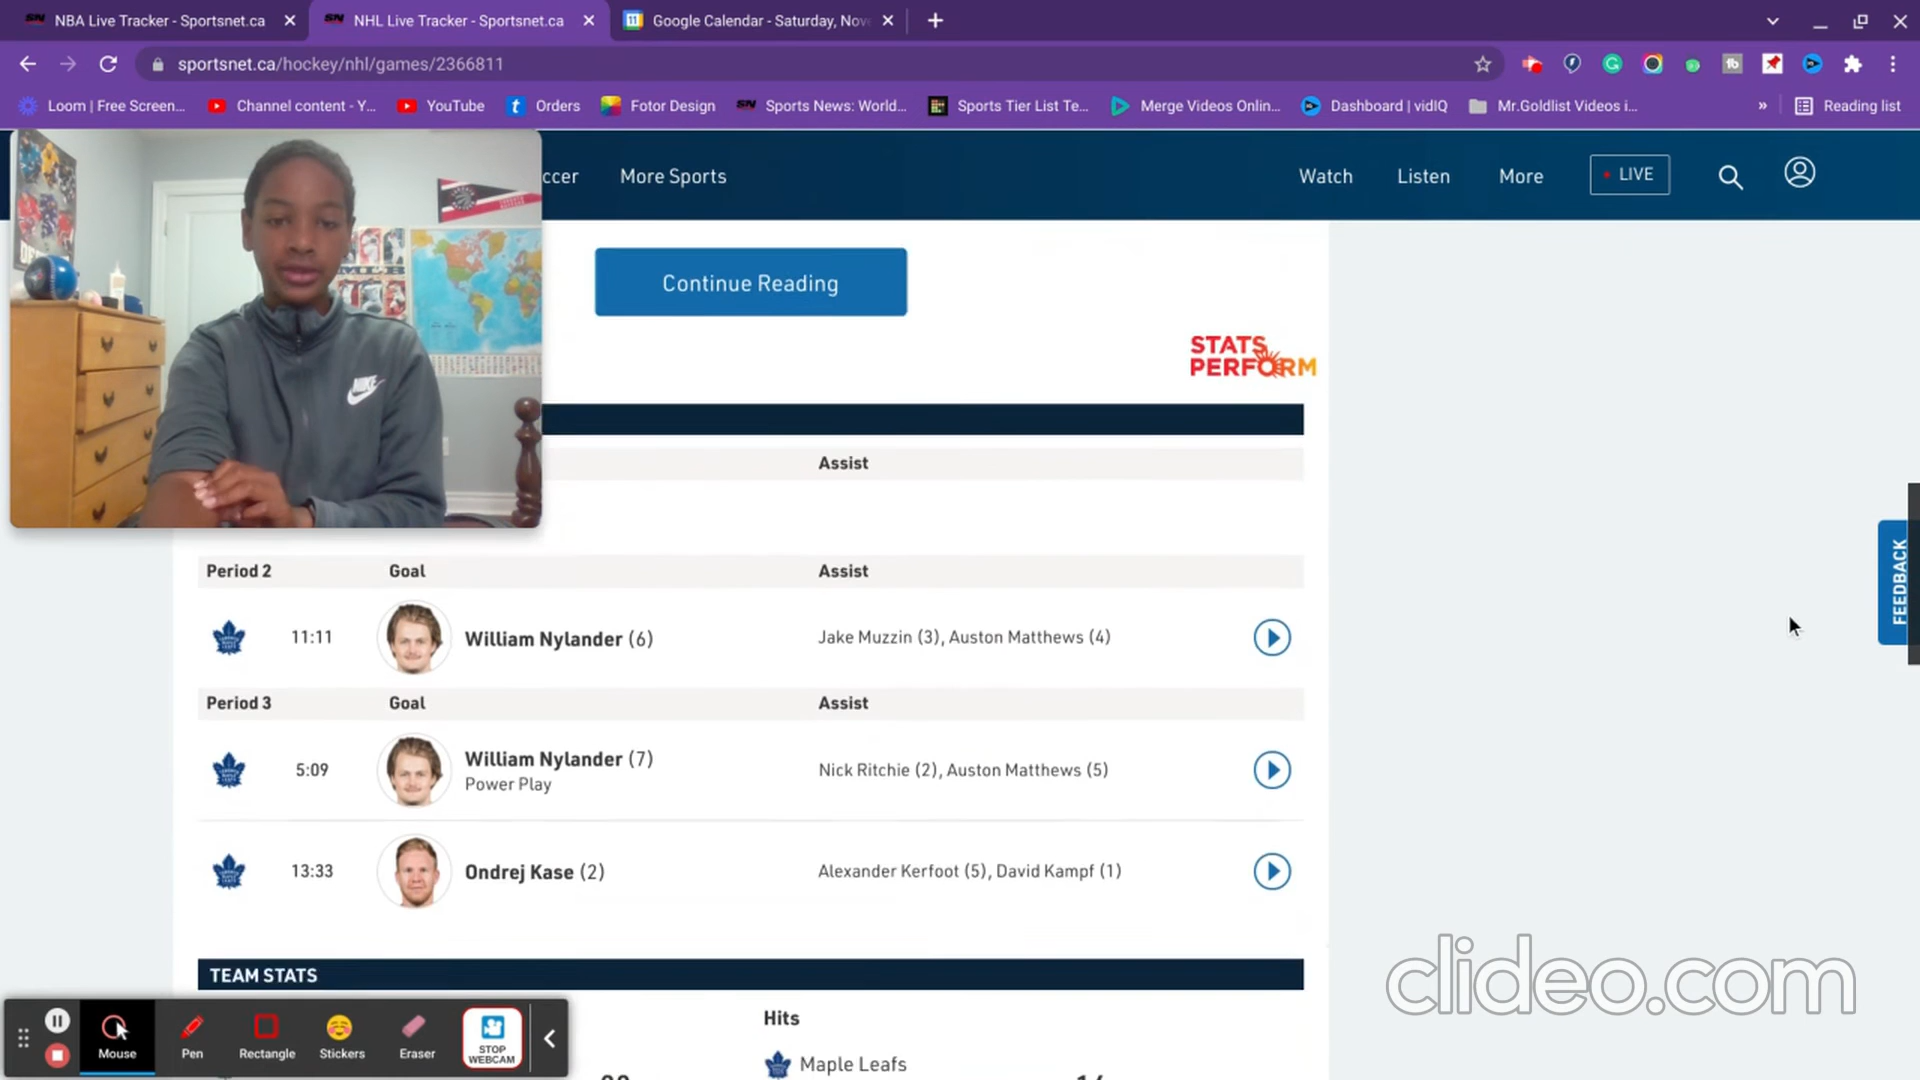 NBA Live Tracker - Sportsnet.ca
NHL Live Tracker - Sportsnet.ca
Google Calendar - Saturday, Nov
sportsnet.ca/hockey/nhl/games/2366811
Loom | Free Screen...
Channel content - Y...
YouTube
Orders
Fotor Design
Sports News: World...
Sports Tier List Te...
Merge Videos Onlin...
Dashboard | vidIQ
Mr.Goldlist Videos i...
»
Reading list
ccer
More Sports
Watch
Listen
More
LIVE
Continue Reading
STATS
PERFORM
NIKE
Assist
Period 2 Goal Assist
11:11 William Nylander (6) Jake Muzzin (3), Auston Matthews (4)
Period 3 Goal Assist
5:09 William Nylander (7) Nick Ritchie (2), Auston Matthews (5)
Power Play
13:33 Ondrej Kase (2) Alexander Kerfoot (5), David Kampf (1)
FEEDBACK
TEAM STATS
Hits
Maple Leafs
Mouse
Pen
Rectangle
Stickers
Eraser
STOP
WEBCAM
clideo.com